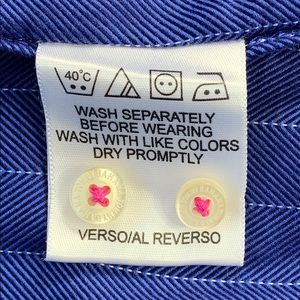 40°C
WASH SEPARATELY
BEFORE WEARING
WASH WITH LIKE COLORS
DRY PROMPTLY
VERSO/AL REVERSO